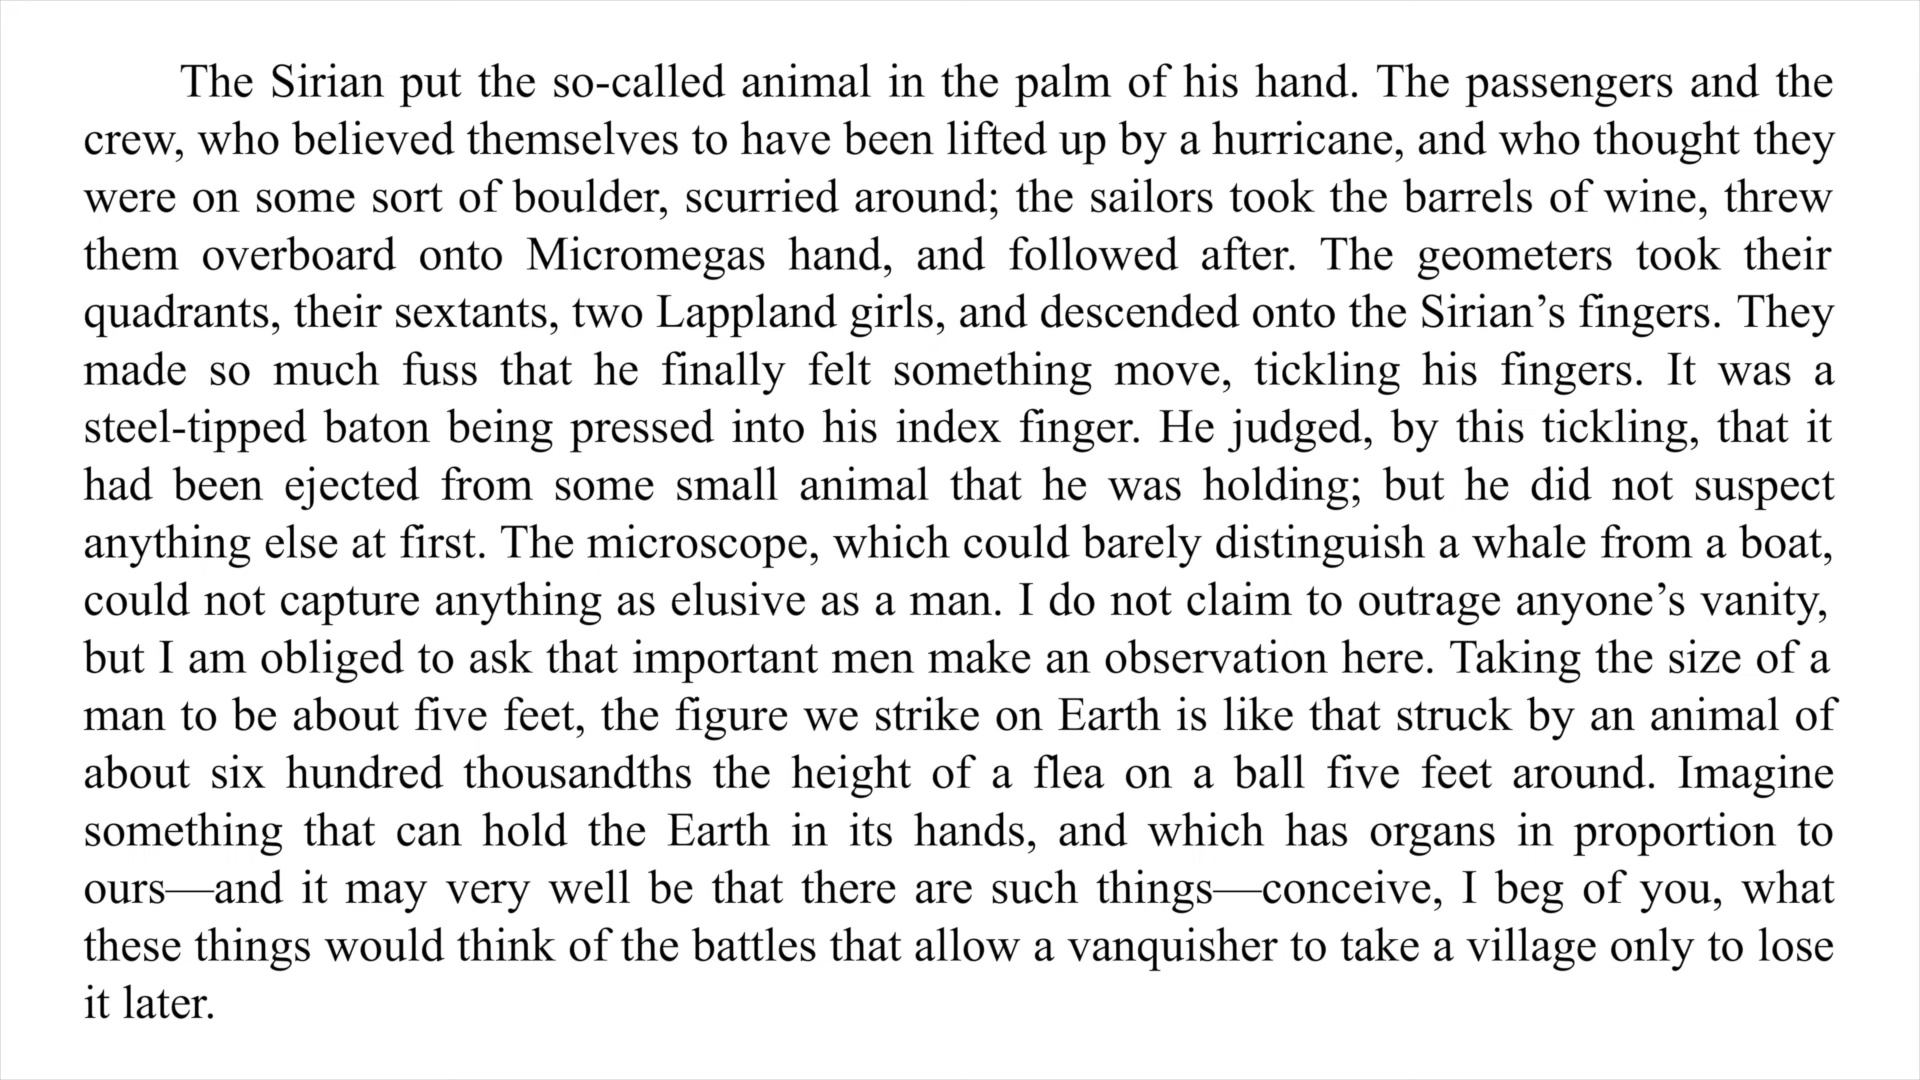 The Sirian put the so-called animal in the palm of his hand. The passengers and the
crew, who believed themselves to have been lifted up by a hurricane, and who thought they
were on some sort of boulder, scurried around; the sailors took the barrels of wine, threw
them overboard onto Micromegas hand, and followed after. The geometers took their
quadrants, their sextants, two Lappland girls, and descended onto the Sirian’s fingers. They
made so much fuss that he finally felt something move, tickling his fingers. It was a
steel-tipped baton being pressed into his index finger. He judged, by this tickling, that it
had been ejected from some small animal that he was holding; but he did not suspect
anything else at first. The microscope, which could barely distinguish a whale from a boat,
could not capture anything as elusive as a man. I do not claim to outrage anyone’s vanity,
but I am obliged to ask that important men make an observation here. Taking the size of a
man to be about five feet, the figure we strike on Earth is like that struck by an animal of
about six hundred thousandths the height of a flea on a ball five feet around. Imagine
something that can hold the Earth in its hands, and which has organs in proportion to
ours—and it may very well be that there are such things—conceive, I beg of you, what
these things would think of the battles that allow a vanquisher to take a village only to lose
it later.